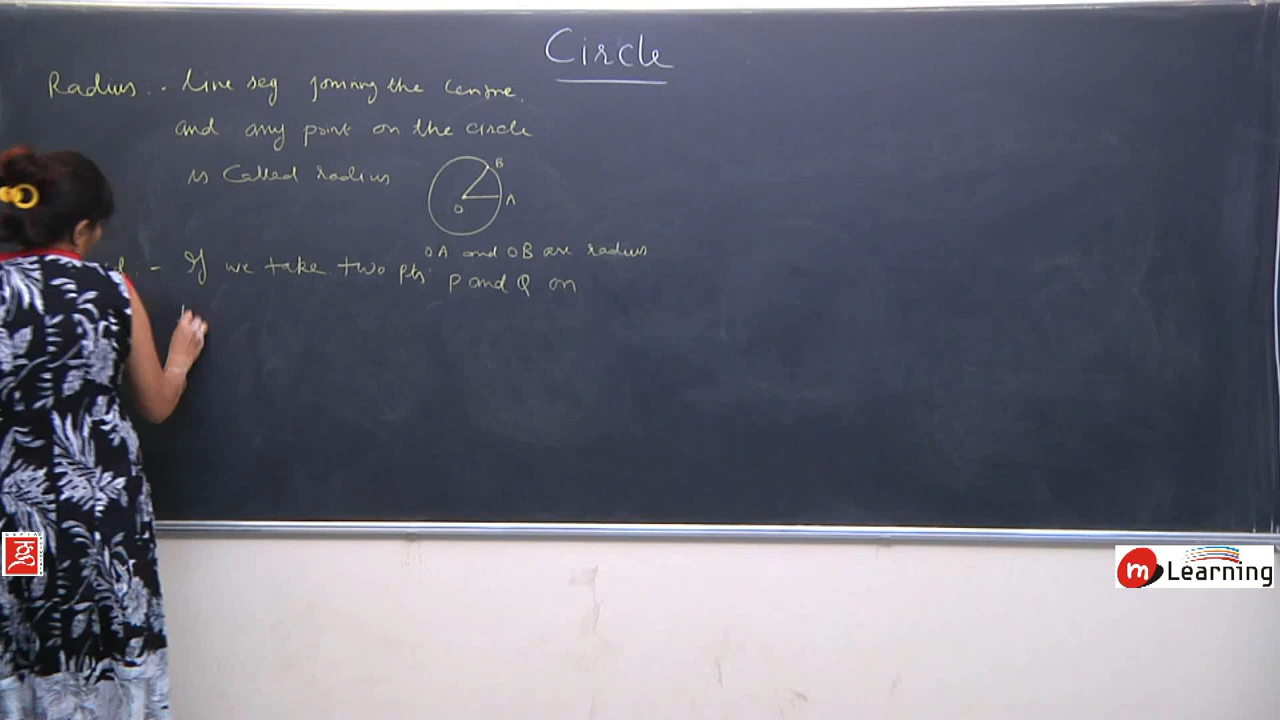 Circle
Radius :- line seg joining the centre
and any point on the circle
is called radius
B
A
O
OA and OB are radius
:- If we take two pts P and Q on
m Learning